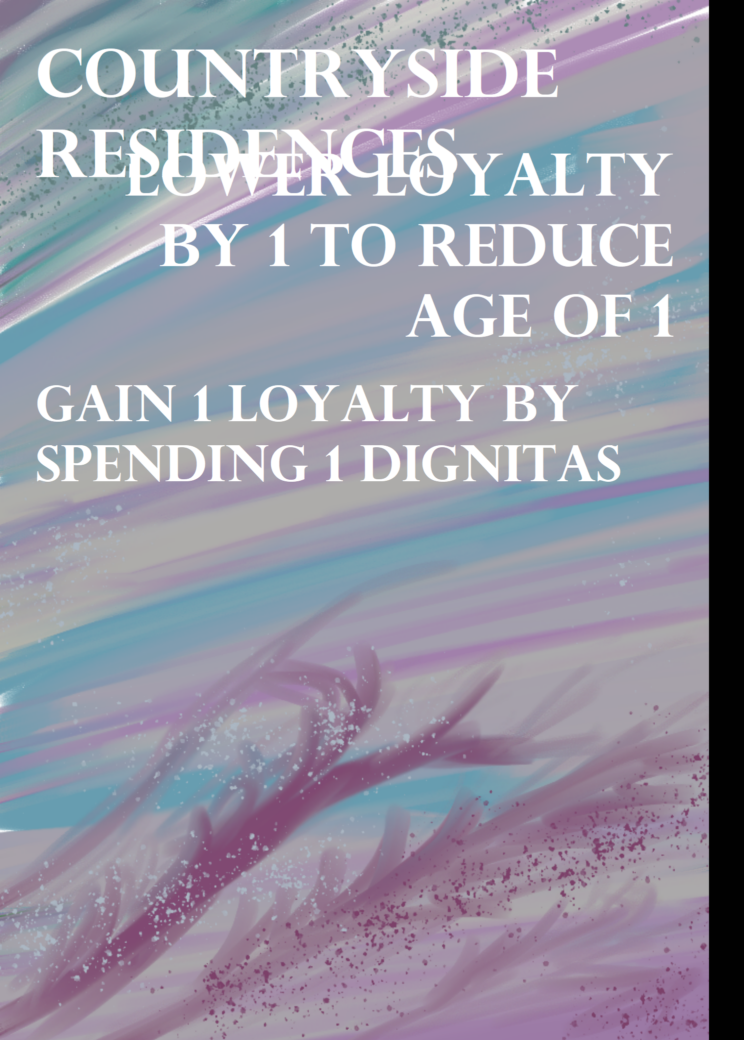 COUNTRYSIDE
RESIDENCES
LOWER LOYALTY
BY 1 TO REDUCE
AGE OF 1
GAIN 1 LOYALTY BY
SPENDING 1 DIGNITAS